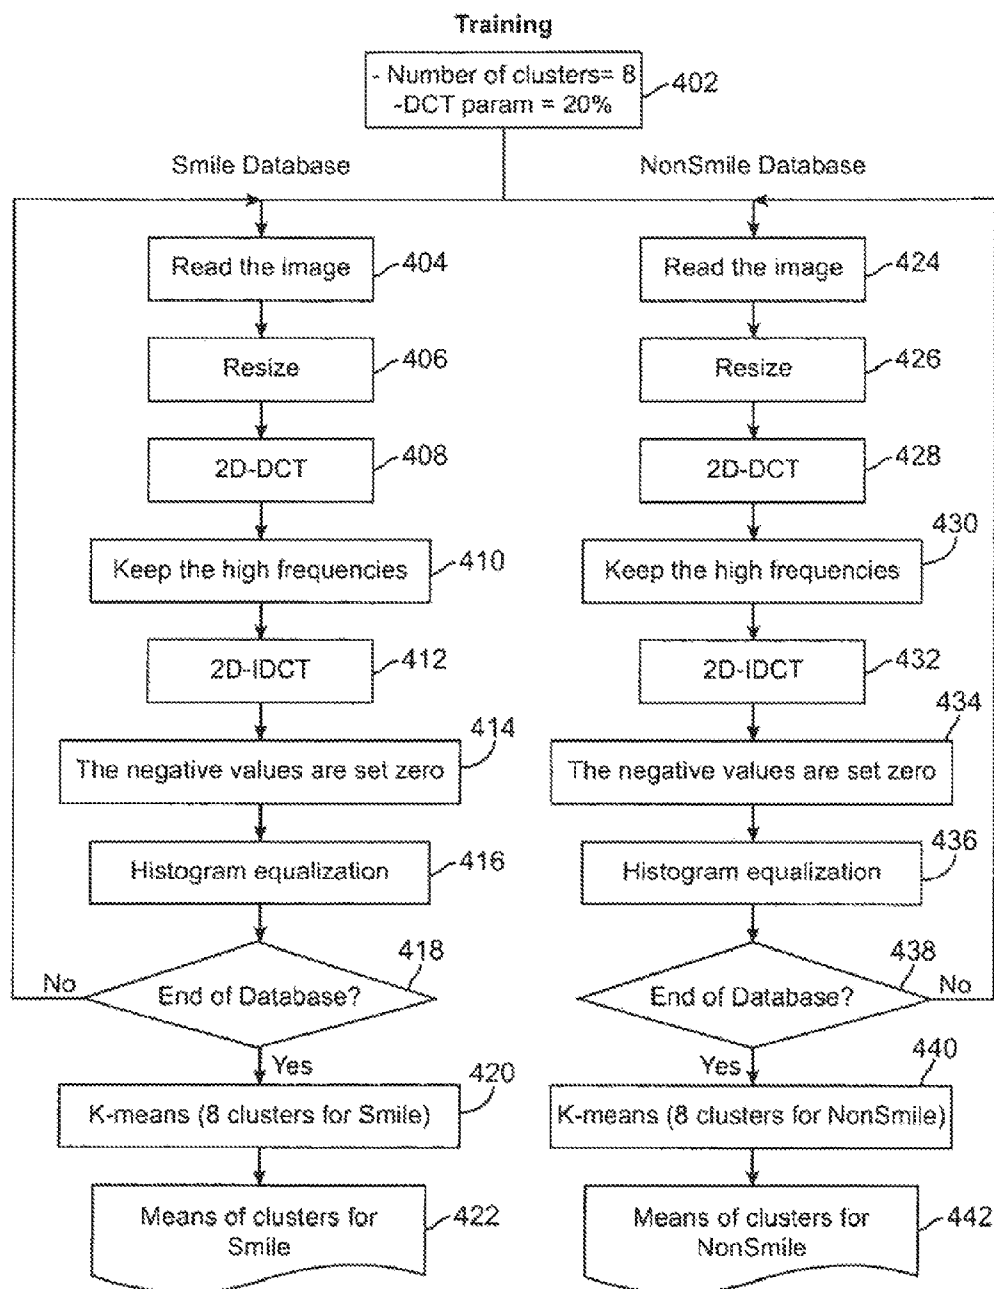 Training
- Number of clusters= 8
-DCT param = 20%
402
Smile Database
NonSmile Database
Read the image
404
Read the image
424
Resize
406
Resize
426
2D-DCT
408
2D-DCT
428
Keep the high frequencies
410
Keep the high frequencies
430
2D-IDCT
412
2D-IDCT
432
The negative values are set zero
414
The negative values are set zero
434
Histogram equalization
416
Histogram equalization
436
End of Database?
418
No
End of Database?
438
No
Yes
Yes
K-means (8 clusters for Smile)
420
K-means (8 clusters for NonSmile)
440
Means of clusters for
Smile
422
Means of clusters for
NonSmile
442